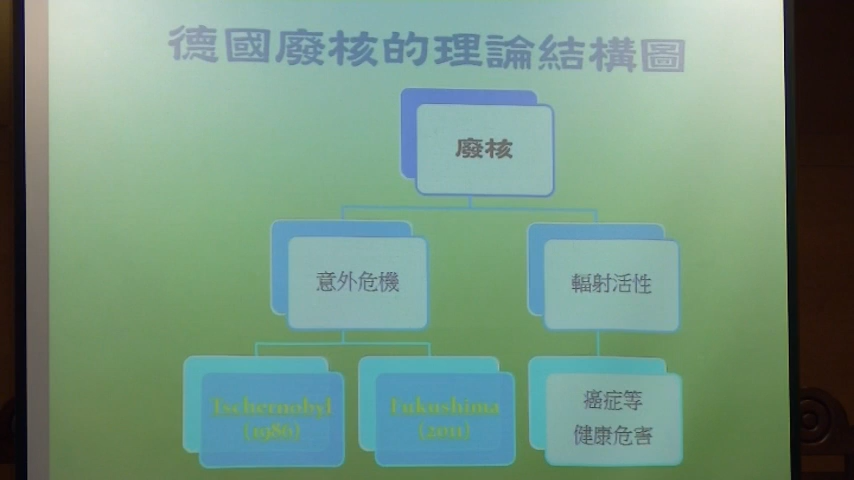 德國廢核的理論結構圖
廢核
意外危機
輻射活性
Tschernobyl
(1986)
Fukushima
(2011)
癌症等
健康危害